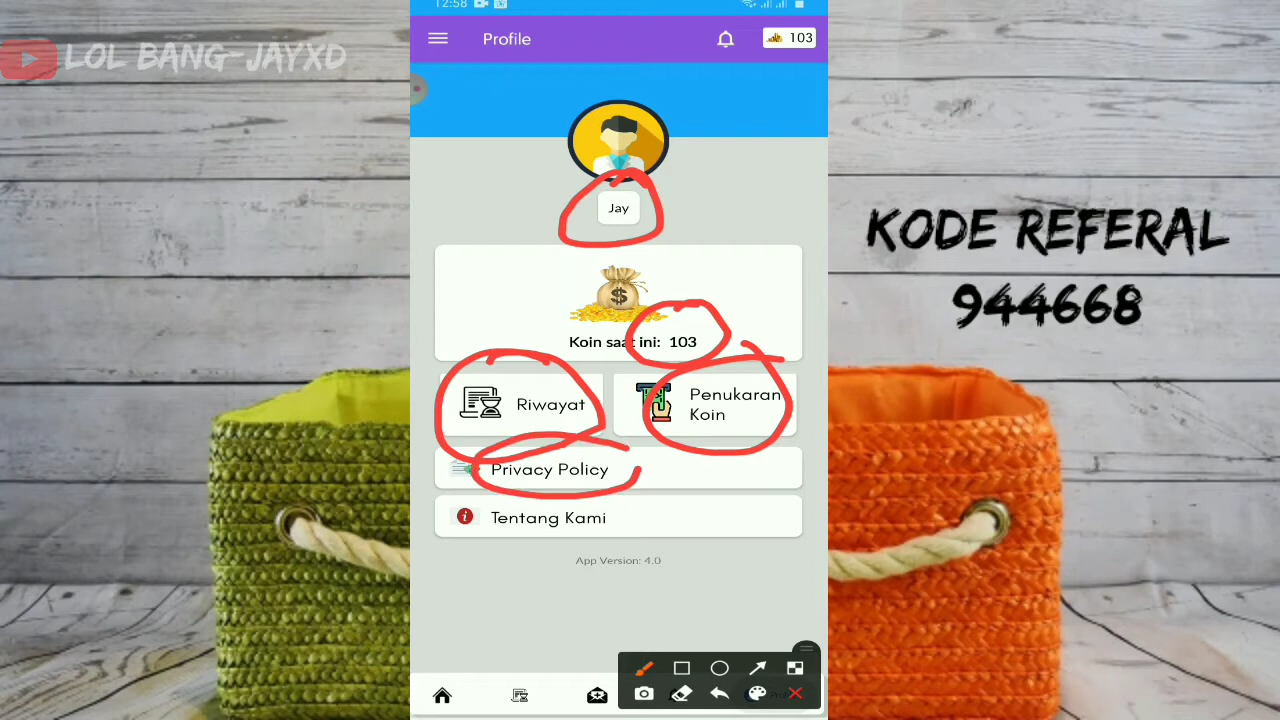 12:58
LOL BANG-JAYXD
Profile
103
Jay
KODE REFERAL
944668
Koin saat ini: 103
Riwayat
Penukaran
Koin
Privacy Policy
Tentang Kami
App Version: 4.0